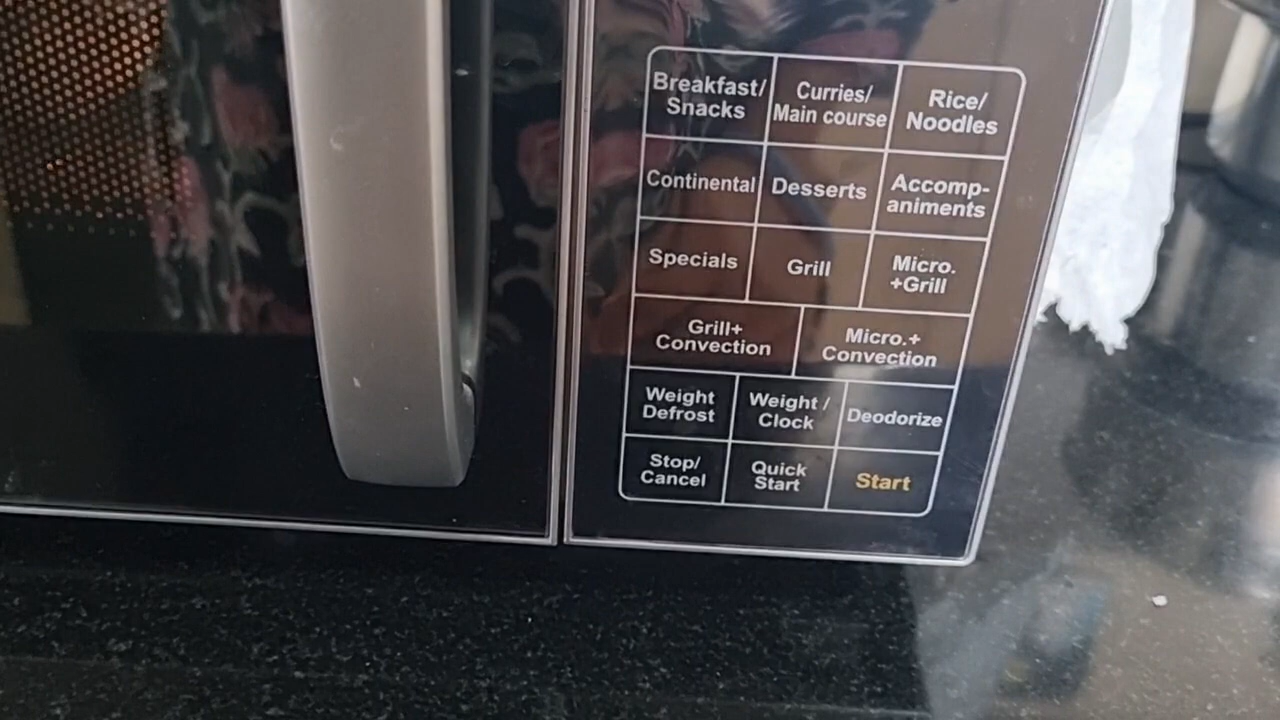 Breakfast/
Snacks
Curries/
Main course
Rice/
Noodles
Continental
Desserts
Accomp-
animents
Specials
Grill
Micro.
+Grill
Grill+
Convection
Micro.+
Convection
Weight
Defrost
Weight /
Clock
Deodorize
Stop/
Cancel
Quick
Start
Start